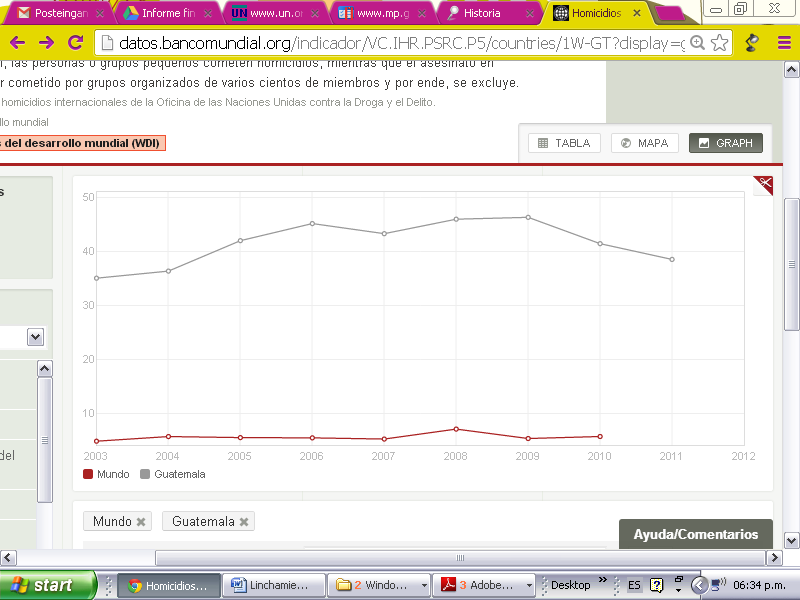 Posteingan
Informe fin
UN www.un.or
www.mp.g
Historia
Homicidios
datos.bancomundial.org/indicador/VC.IHR.PSRC.P5/countries/1W-GT?display=g
l, las personas o grupos pequeños cometen homicidios, mientras que el asesinato en
r cometido por grupos organizados de varios cientos de miembros y por ende, se excluye.
homicidios internacionales de la Oficina de las Naciones Unidas contra la Droga y el Delito.
llo mundial
s del desarrollo mundial (WDI)
TABLA
MAPA
GRAPH
s
50
40
30
20
10
2003 2004 2005 2006 2007 2008 2009 2010 2011 2012
Mundo Guatemala
del
Mundo
Guatemala
Ayuda/Comentarios
start
Homicidios...
Linchamie...
2 Windo...
3 Adobe...
Desktop
ES
06:34 p.m.